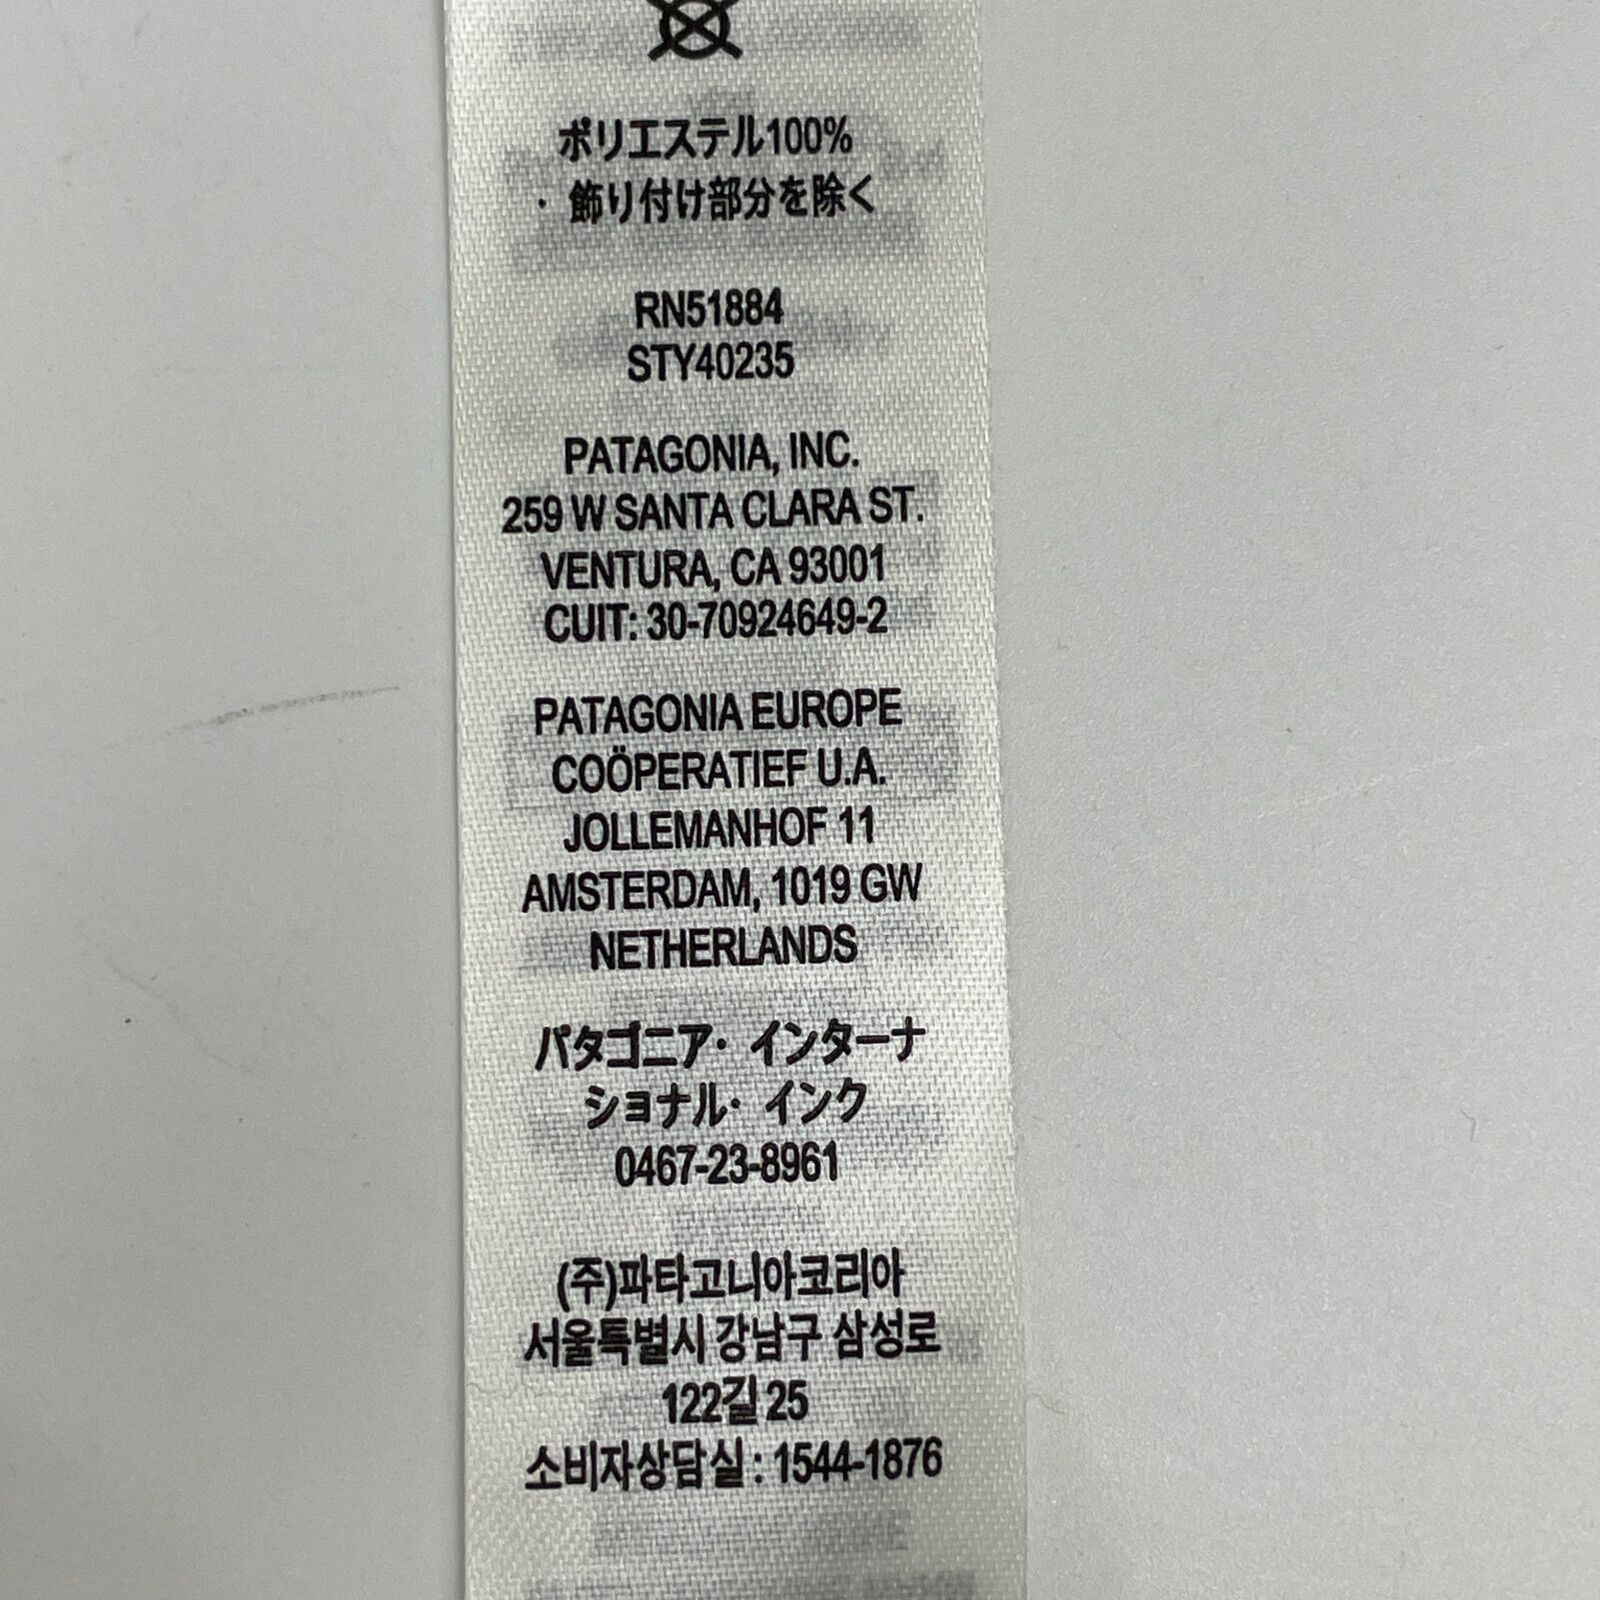 ポリエステル100%
・飾り付け部分を除く
RN51884
STY40235
PATAGONIA, INC.
259 W SANTA CLARA ST.
VENTURA, CA 93001
CUIT: 30-70924649-2
PATAGONIA EUROPE
COÖPERATIEF U.A.
JOLLEMANHOF 11
AMSTERDAM, 1019 GW
NETHERLANDS
パタゴニア・インターナ
ショナル・インク
0467-23-8961
(주)파타고니아코리아
서울특별시 강남구 삼성로
122길 25
소비자상담실 : 1544-1876